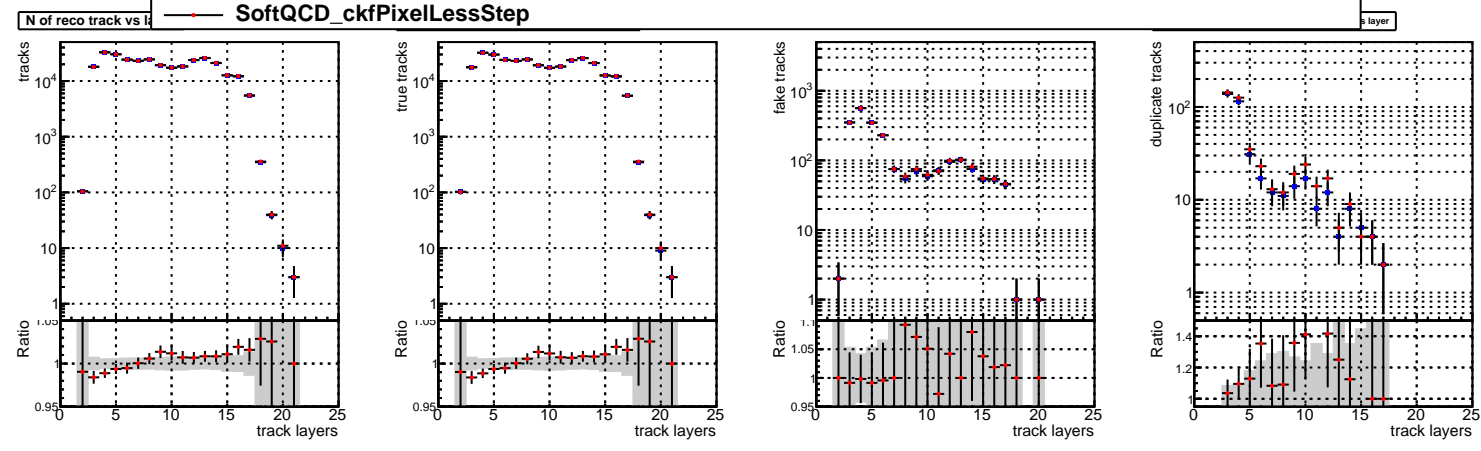 SoftQCD_ckfPixelLessStep
N of reco track vs la
s layer
tracks
10⁴
10³
10²
10
1
Ratio
1.05
1
0.95
0 5 10 15 20 25
track layers
true tracks
10⁴
10³
10²
10
1
Ratio
1.05
1
0.95
0 5 10 15 20 25
track layers
fake tracks
10³
10²
10
1
Ratio
1.1
1.05
1
0.95
0 5 10 15 20 25
track layers
duplicate tracks
10²
10
1
Ratio
1.4
1.2
1
0 5 10 15 20 25
track layers